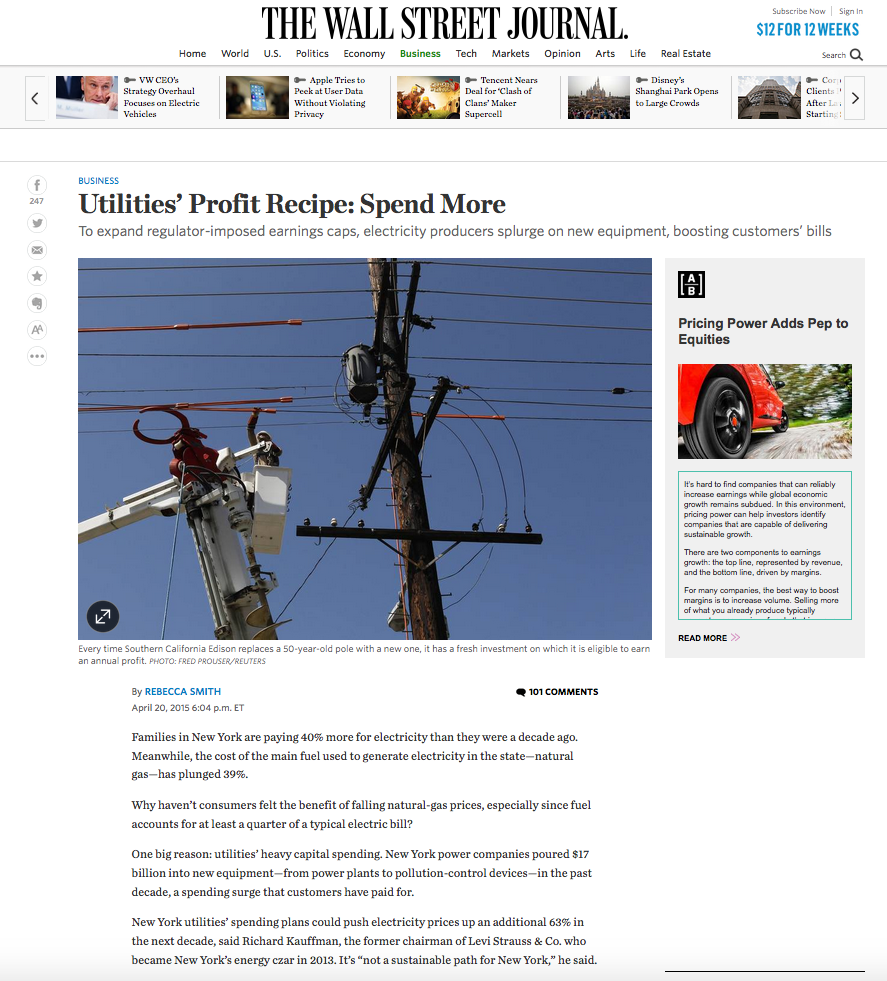 THE WALL STREET JOURNAL.
Subscribe Now | Sign In
$12 FOR 12 WEEKS
Home World U.S. Politics Economy Business Tech Markets Opinion Arts Life Real Estate
Search
VW CEO's
Strategy Overhaul
Focuses on Electric
Vehicles
Apple Tries to
Peek at User Data
Without Violating
Privacy
Tencent Nears
Deal for 'Clash of
Clans' Maker
Supercell
Disney's
Shanghai Park Opens
to Large Crowds
Clients
After
Starting
BUSINESS
Utilities' Profit Recipe: Spend More
To expand regulator-imposed earnings caps, electricity producers splurge on new equipment, boosting customers' bills
247
AA
[A
B]
Pricing Power Adds Pep to
Equities
It's hard to find companies that can reliably
increase earnings while global economic
growth remains subdued. In this environment,
pricing power can help investors identify
companies that are capable of delivering
sustainable growth.
There are two components to earnings
growth: the top line, represented by revenue,
and the bottom line, driven by margins.
For many companies, the best way to boost
margins is to increase volume. Selling more
of what you already produce typically
READ MORE
Every time Southern California Edison replaces a 50-year-old pole with a new one, it has a fresh investment on which it is eligible to earn
an annual profit. PHOTO: FRED PROUSER/REUTERS
By REBECCA SMITH
101 COMMENTS
April 20, 2015 6:04 p.m. ET
Families in New York are paying 40% more for electricity than they were a decade ago.
Meanwhile, the cost of the main fuel used to generate electricity in the state—natural
gas—has plunged 39%.
Why haven't consumers felt the benefit of falling natural-gas prices, especially since fuel
accounts for at least a quarter of a typical electric bill?
One big reason: utilities' heavy capital spending. New York power companies poured $17
billion into new equipment—from power plants to pollution-control devices—in the past
decade, a spending surge that customers have paid for.
New York utilities' spending plans could push electricity prices up an additional 63% in
the next decade, said Richard Kauffman, the former chairman of Levi Strauss & Co. who
became New York's energy czar in 2013. It's "not a sustainable path for New York," he said.